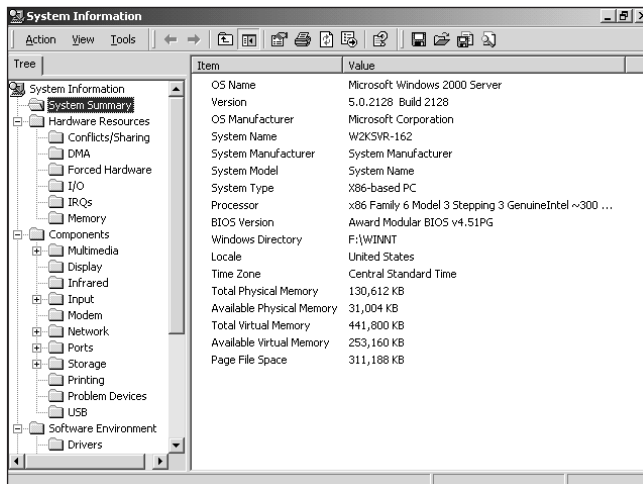 System Information
Action View Tools
Tree
System Information
System Summary
Hardware Resources
Conflicts/Sharing
DMA
Forced Hardware
I/O
IRQs
Memory
Components
Multimedia
Display
Infrared
Input
Modem
Network
Ports
Storage
Printing
Problem Devices
USB
Software Environment
Drivers
Item Value
OS Name Microsoft Windows 2000 Server
Version 5.0.2128 Build 2128
OS Manufacturer Microsoft Corporation
System Name W2KSVR-162
System Manufacturer System Manufacturer
System Model System Name
System Type X86-based PC
Processor x86 Family 6 Model 3 Stepping 3 GenuineIntel ~300 ...
BIOS Version Award Modular BIOS v4.51PG
Windows Directory F:\WINNT
Locale United States
Time Zone Central Standard Time
Total Physical Memory 130,612 KB
Available Physical Memory 31,004 KB
Total Virtual Memory 441,800 KB
Available Virtual Memory 253,160 KB
Page File Space 311,188 KB